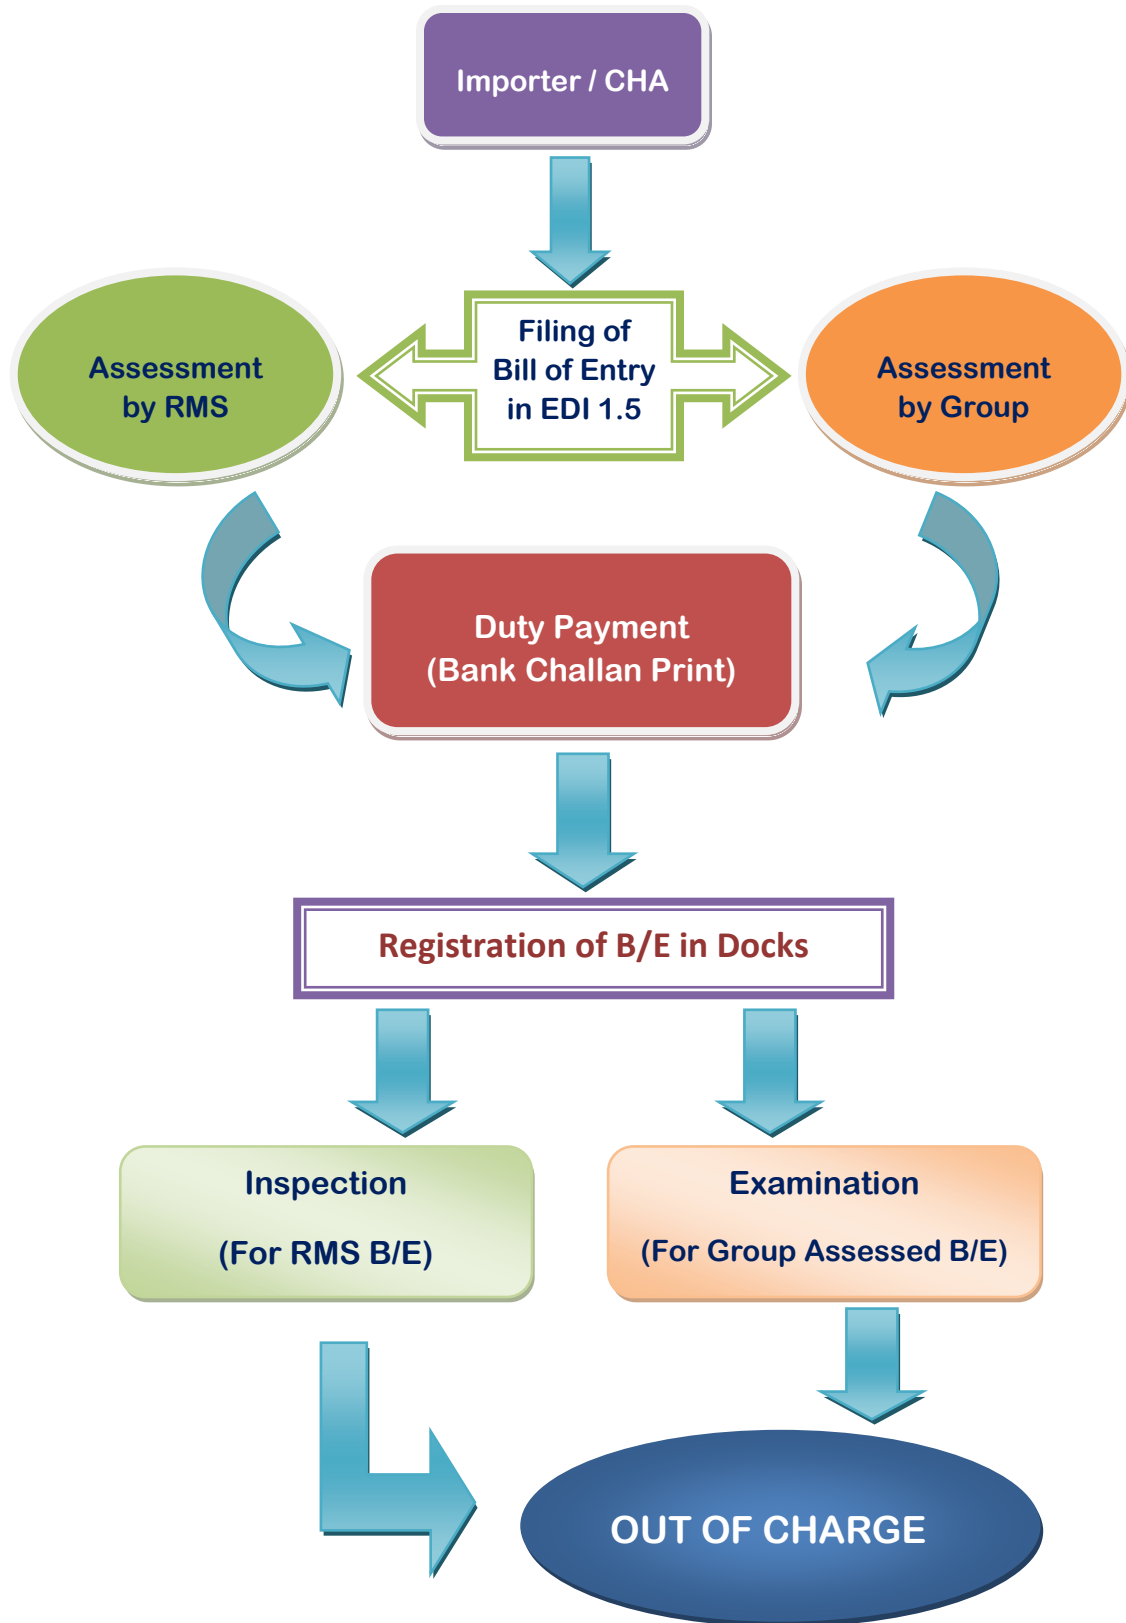 Importer / CHA
Filing of
Bill of Entry
in EDI 1.5
Assessment
by RMS
Assessment
by Group
Duty Payment
(Bank Challan Print)
Registration of B/E in Docks
Inspection
(For RMS B/E)
Examination
(For Group Assessed B/E)
OUT OF CHARGE